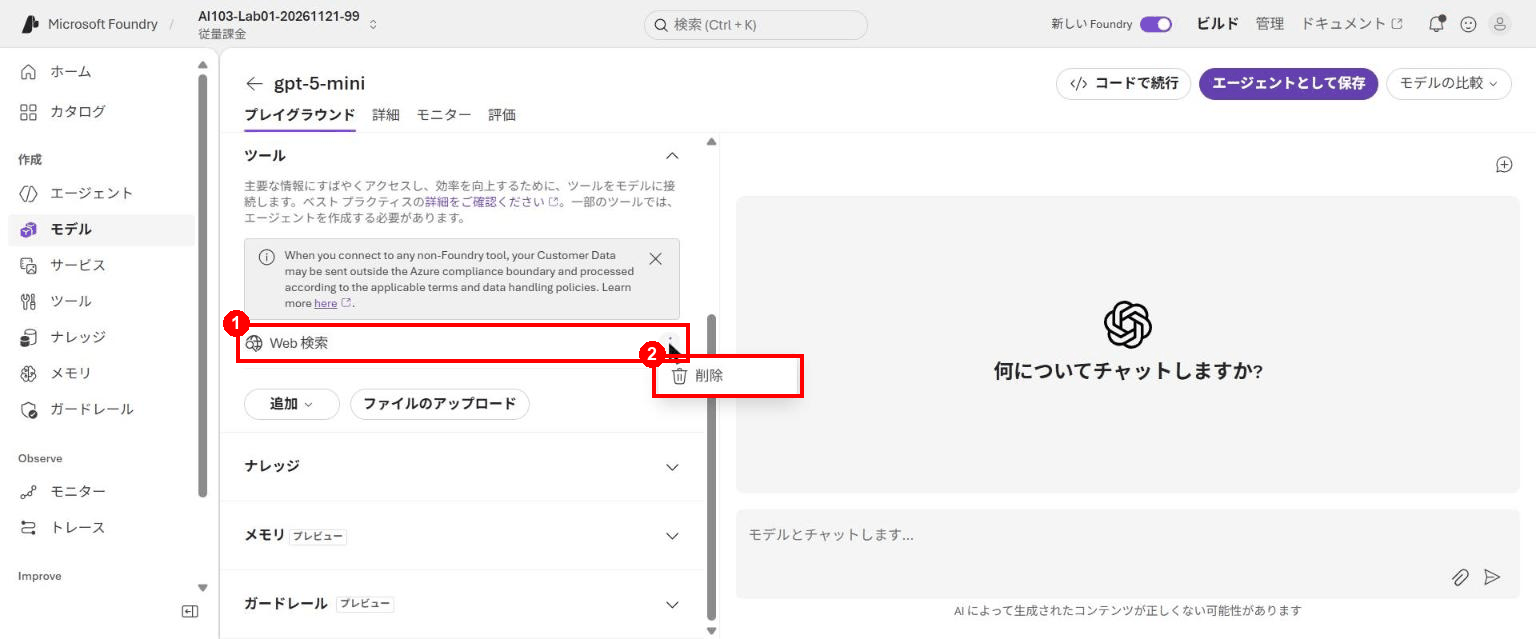 Microsoft Foundry / AI103-Lab01-20261121-99
従量課金
検索 (Ctrl + K)
新しい Foundry ビルド 管理 ドキュメント
ホーム
カタログ
作成
エージェント
モデル
サービス
ツール
ナレッジ
メモリ
ガードレール
Observe
モニター
トレース
Improve
gpt-5-mini
コードで続行 エージェントとして保存 モデルの比較
プレイグラウンド 詳細 モニター 評価
ツール
主要な情報にすばやくアクセスし、効率を向上するために、ツールをモデルに接
続します。ベスト プラクティスの詳細をご確認ください。一部のツールでは、
エージェントを作成する必要があります。
When you connect to any non-Foundry tool, your Customer Data
may be sent outside the Azure compliance boundary and processed
according to the applicable terms and data handling policies. Learn
more here .
1
Web 検索
2
削除
追加 ファイルのアップロード
ナレッジ
メモリ プレビュー
ガードレール プレビュー
何についてチャットしますか?
モデルとチャットします...
AI によって生成されたコンテンツが正しくない可能性があります